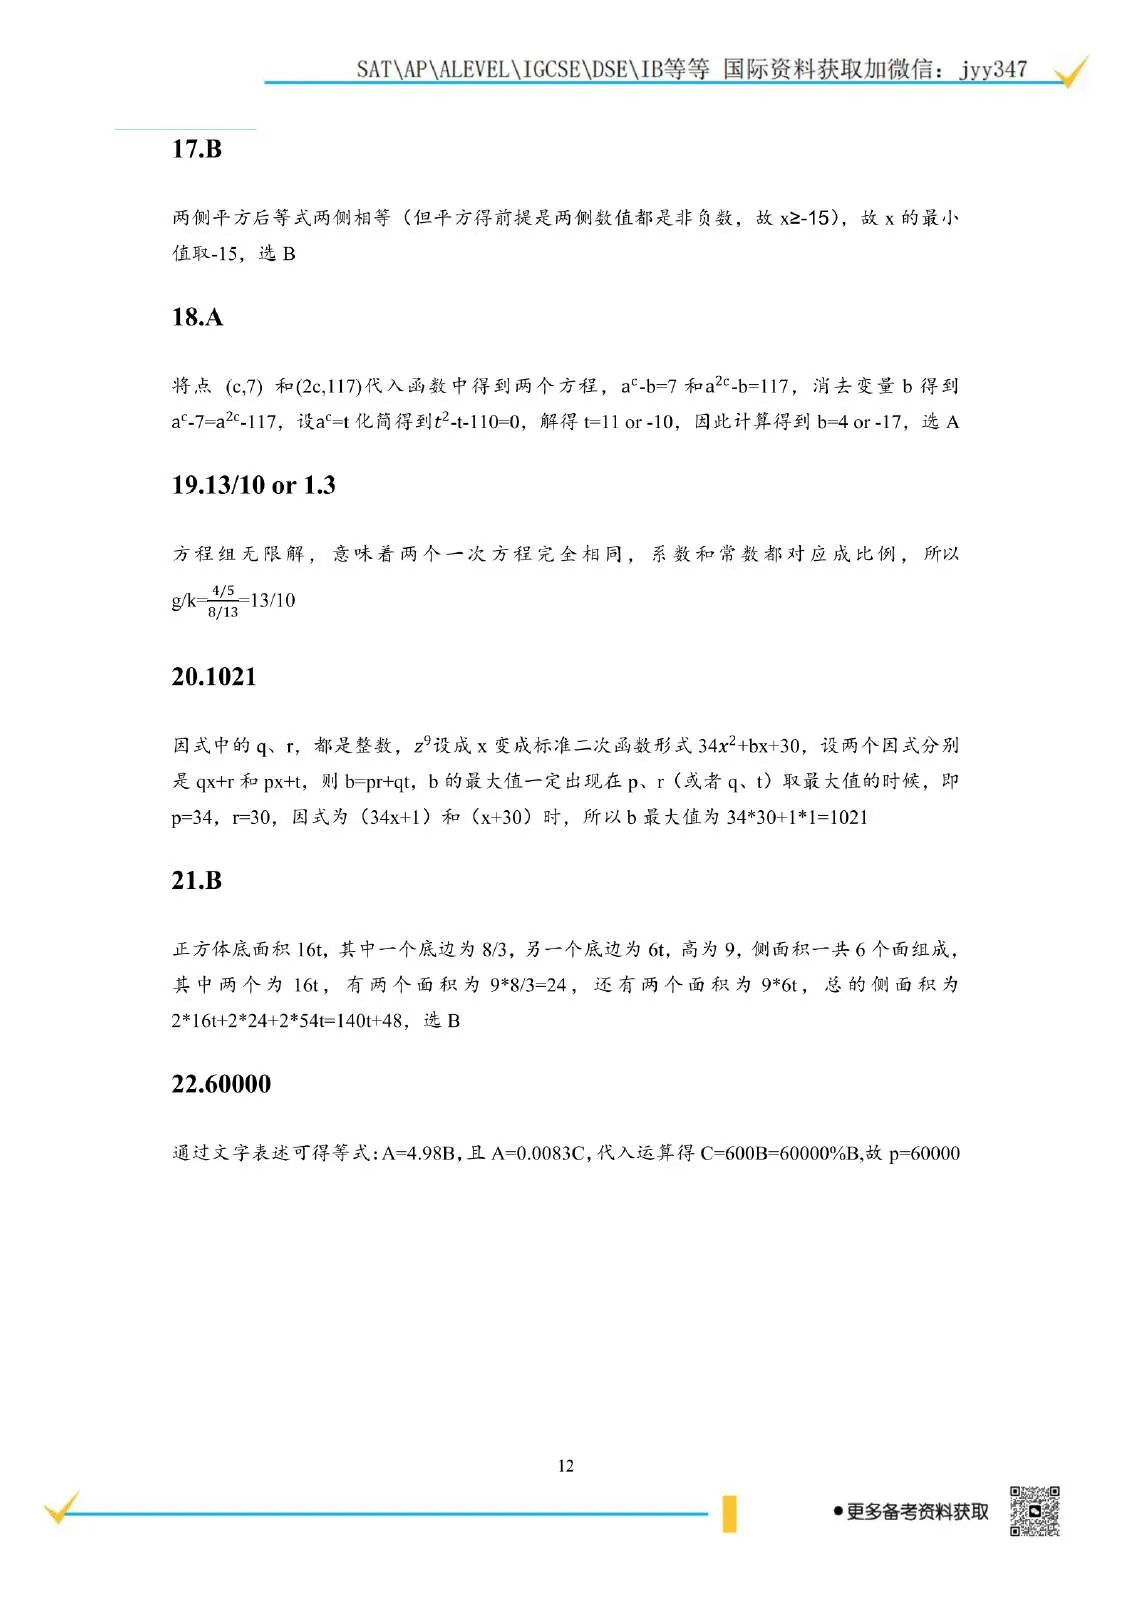 SAT\AP\ALEVEL\IGCSE\DSE\IB等等 国际资料获取加微信：jyy347
17.B
两侧平方后等式两侧相等（但平方得前提是两侧数值都是非负数，故 x≥-15），故 x 的最小
值取-15，选 B
18.A
将点 (c,7) 和(2c,117)代入函数中得到两个方程，aᶜ-b=7 和a²ᶜ-b=117，消去变量 b 得到
aᶜ-7=a²ᶜ-117，设aᶜ=t 化简得到t²-t-110=0，解得 t=11 or -10，因此计算得到 b=4 or -17，选 A
19.13/10 or 1.3
方程组无限解，意味着两个一次方程完全相同，系数和常数都对应成比例，所以
g/k=(4/5)/(8/13)=13/10
20.1021
因式中的 q、r，都是整数，z⁹设成 x 变成标准二次函数形式 34x²+bx+30，设两个因式分别
是 qx+r 和 px+t，则 b=pr+qt，b 的最大值一定出现在 p、r（或者 q、t）取最大值的时候，即
p=34，r=30，因式为（34x+1）和（x+30）时，所以 b 最大值为 34*30+1*1=1021
21.B
正方体底面积 16t，其中一个底边为 8/3，另一个底边为 6t，高为 9，侧面积一共 6 个面组成，
其中两个为 16t，有两个面积为 9*8/3=24，还有两个面积为 9*6t，总的侧面积为
2*16t+2*24+2*54t=140t+48，选 B
22.60000
通过文字表述可得等式：A=4.98B，且 A=0.0083C，代入运算得 C=600B=60000%B,故 p=60000
12
●更多备考资料获取